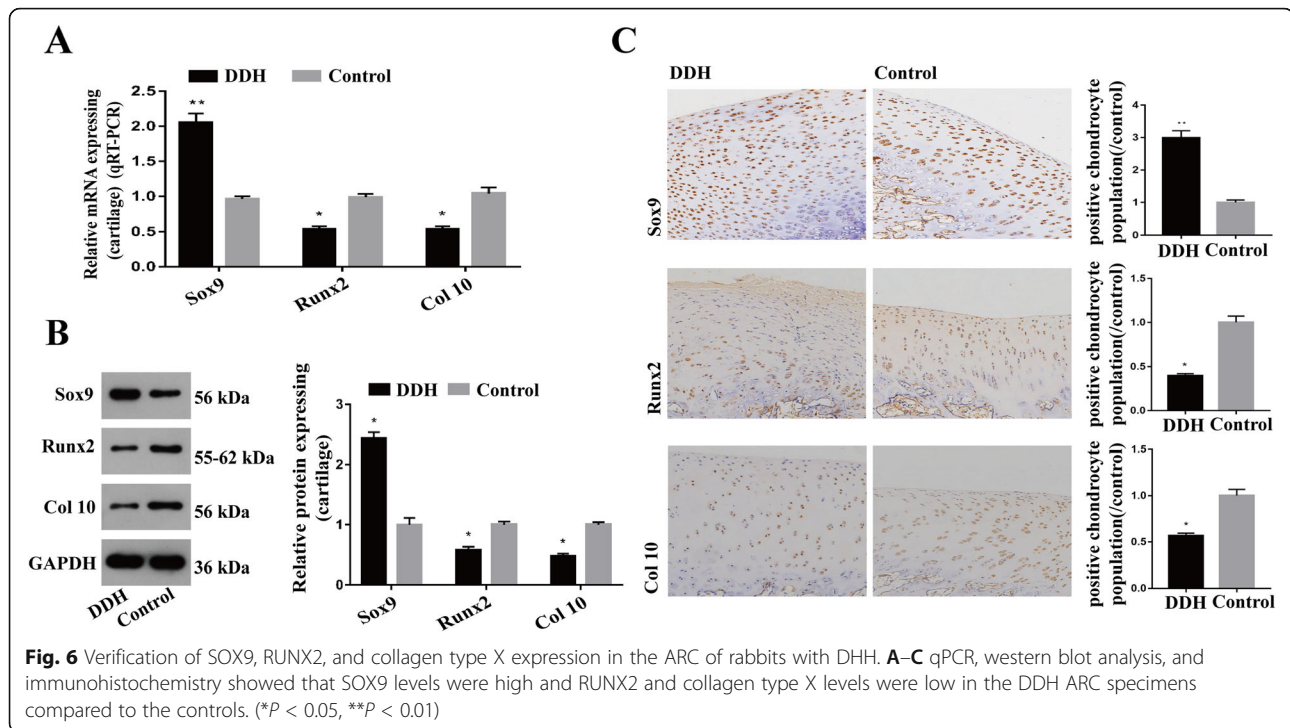 A
DDH Control
Relative mRNA expressing
(cartilage) (qRT-PCR)
2.5
2.0
1.5
1.0
0.5
0.0
**
*
*
Sox9 Runx2 Col 10
B
Sox9 56 kDa
Runx2 55-62 kDa
Col 10 56 kDa
GAPDH 36 kDa
DDH Control
DDH Control
Relative protein expressing
(cartilage)
3
2
1
0
*
*
*
Sox9 Runx2 Col 10
C
DDH Control
Sox9
positive chondrocyte
population(/control)
4
3
2
1
0
**
DDH Control
Runx2
positive chondrocyte
population(/control)
1.5
1.0
0.5
0.0
*
DDH Control
Col 10
positive chondrocyte
population(/control)
1.5
1.0
0.5
0.0
*
DDH Control
Fig. 6 Verification of SOX9, RUNX2, and collagen type X expression in the ARC of rabbits with DHH. A–C qPCR, western blot analysis, and
immunohistochemistry showed that SOX9 levels were high and RUNX2 and collagen type X levels were low in the DDH ARC specimens
compared to the controls. (*P < 0.05, **P < 0.01)